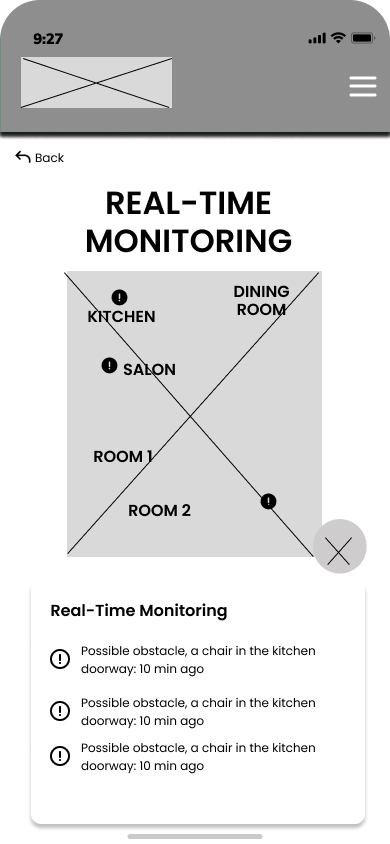 9:27
Back
REAL-TIME
MONITORING
DINING
ROOM
KITCHEN
SALON
ROOM 1
ROOM 2
Real-Time Monitoring
Possible obstacle, a chair in the kitchen
doorway: 10 min ago
Possible obstacle, a chair in the kitchen
doorway: 10 min ago
Possible obstacle, a chair in the kitchen
doorway: 10 min ago